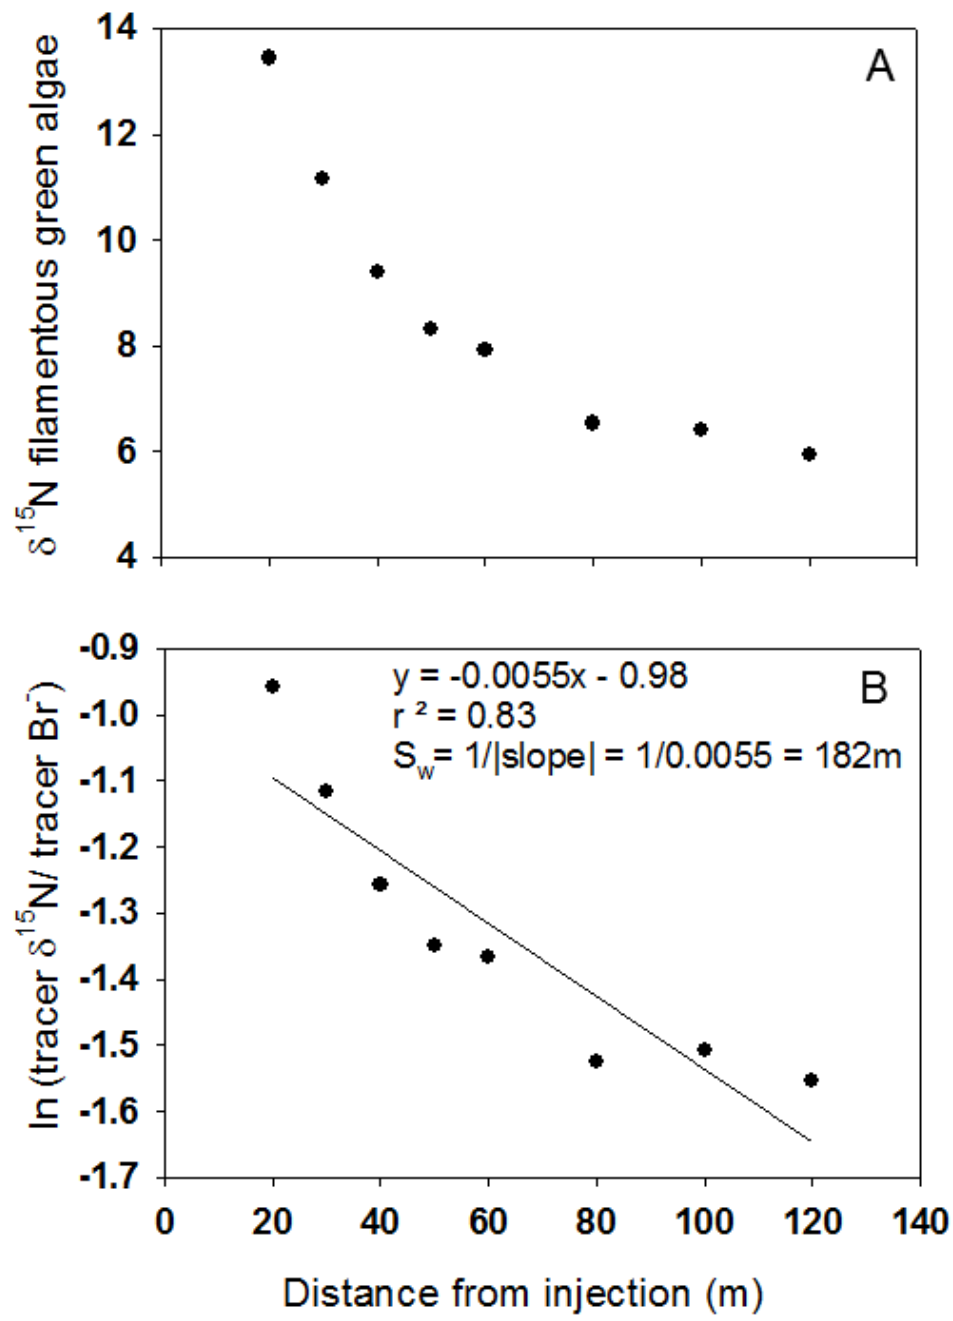 14
12
10
8
6
4
δ¹⁵N filamentous green algae
A
-0.9
-1.0
-1.1
-1.2
-1.3
-1.4
-1.5
-1.6
-1.7
ln (tracer δ¹⁵N/ tracer Br⁻)
y = -0.0055x - 0.98
r ² = 0.83
S_w= 1/|slope| = 1/0.0055 = 182m
B
0 20 40 60 80 100 120 140
Distance from injection (m)